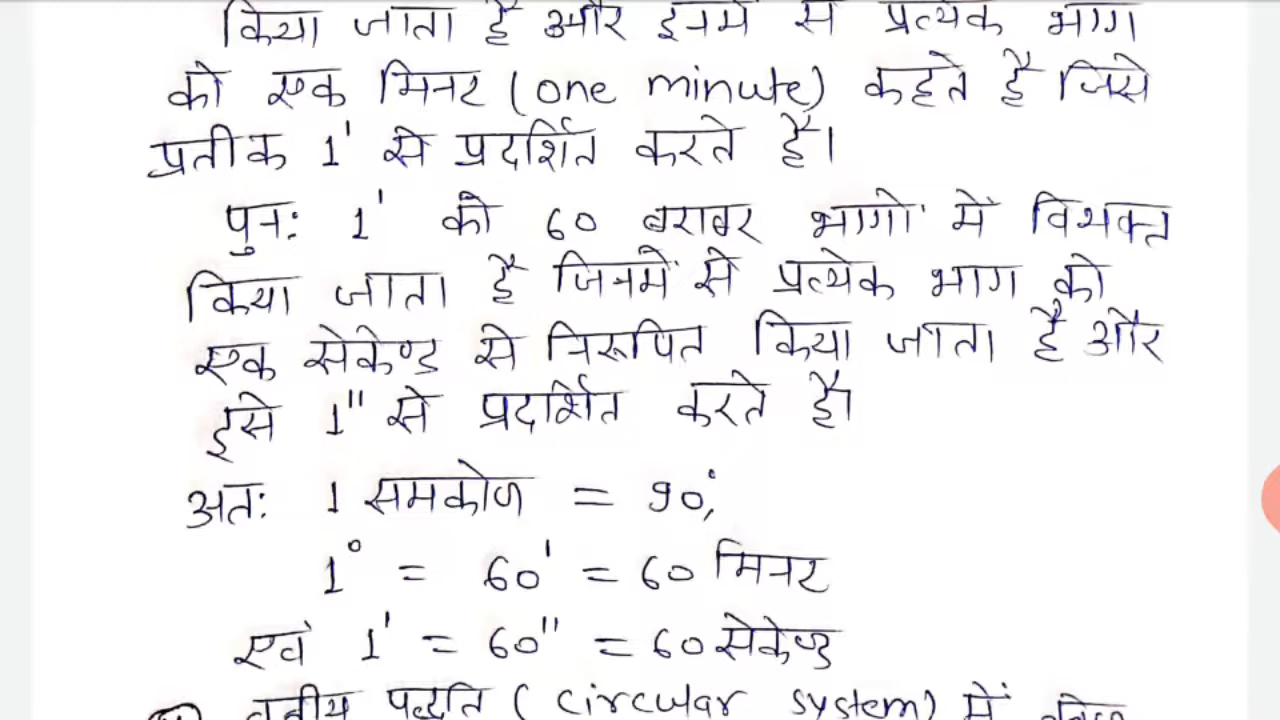 किया जाता है और इनमें से प्रत्येक भाग
को एक मिनट (one minute) कहते है जिसे
प्रतीक 1' से प्रदर्शित करते है।
पुनः 1' को 60 बराबर भागो में विभक्त
किया जाता है जिनमें से प्रत्येक भाग को
एक सेकेण्ड से निरूपित किया जाता है और
इसे 1" से प्रदर्शित करते है।
अतः 1 समकोण = 90°,
1° = 60' = 60 मिनट
एवं 1' = 60" = 60 सेकेण्ड
वृतीय पद्धति (circular system) में